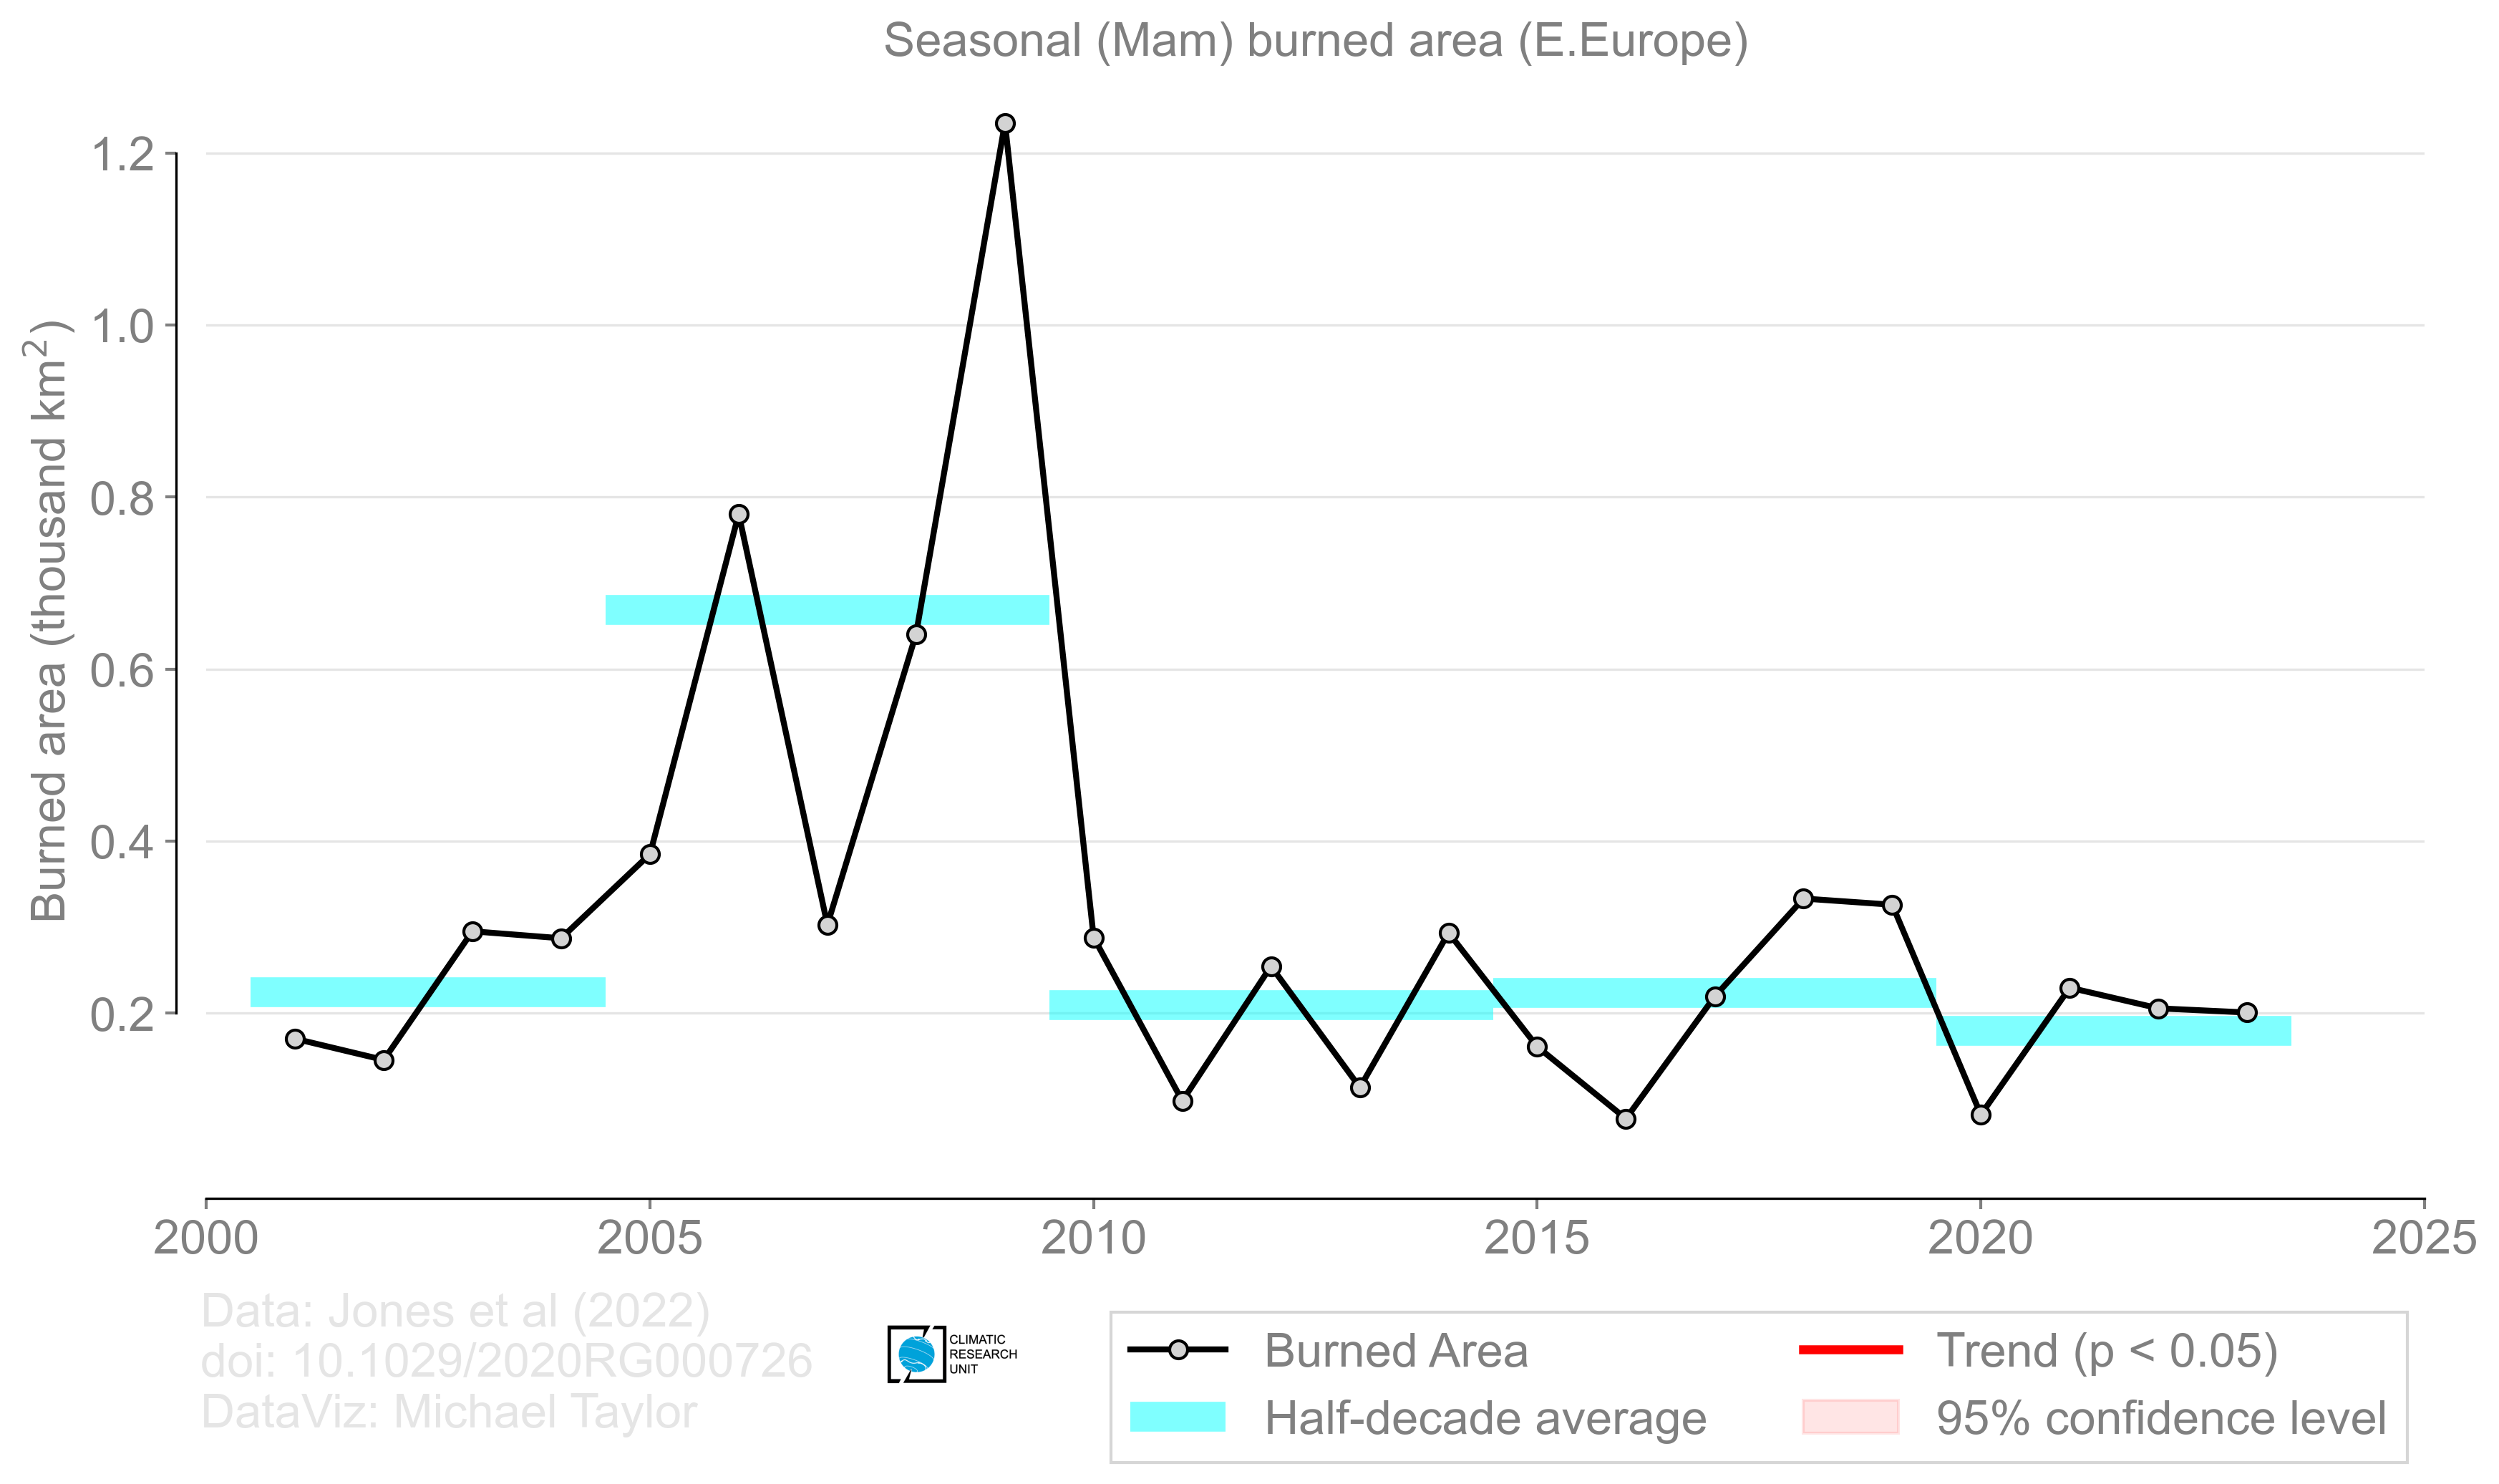 Seasonal (Mam) burned area (E.Europe)
Burned area (thousand km²)
1.2
1.0
0.8
0.6
0.4
0.2
2000 2005 2010 2015 2020 2025
Data: Jones et al (2022)
doi: 10.1029/2020RG000726
DataViz: Michael Taylor
CLIMATIC
RESEARCH
UNIT
Burned Area
Half-decade average
Trend (p < 0.05)
95% confidence level